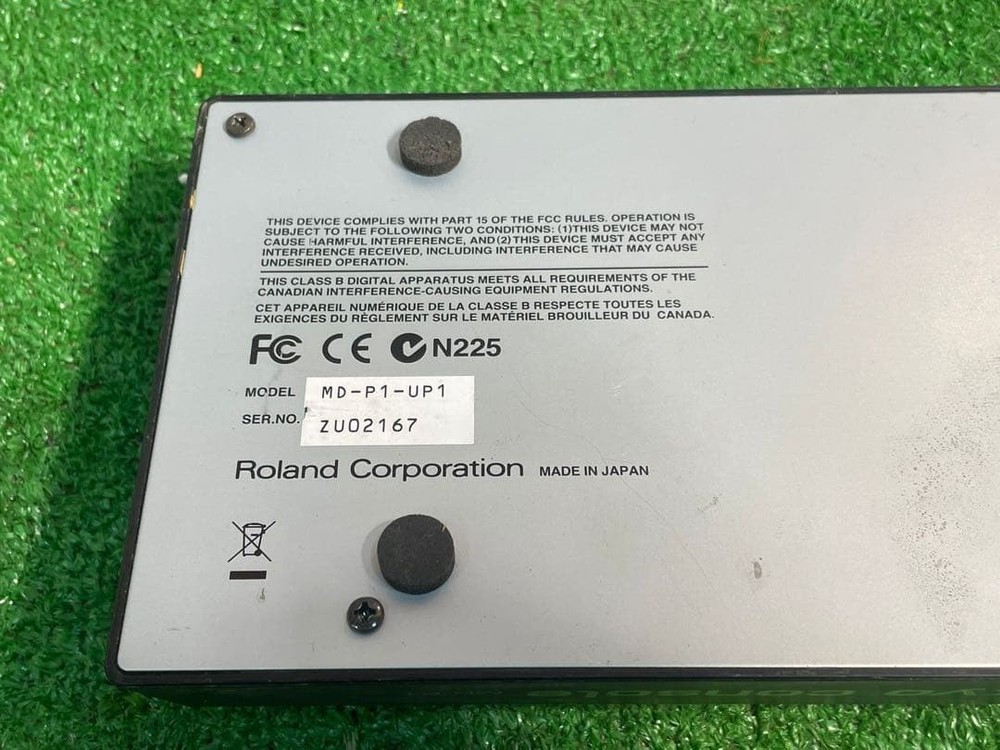 THIS DEVICE COMPLIES WITH PART 15 OF THE FCC RULES. OPERATION IS
SUBJECT TO THE FOLLOWING TWO CONDITIONS: (1)THIS DEVICE MAY NOT
CAUSE HARMFUL INTERFERENCE, AND(2)THIS DEVICE MUST ACCEPT ANY
INTERFERENCE RECEIVED, INCLUDING INTERFERENCE THAT MAY CAUSE
UNDESIRED OPERATION.
THIS CLASS B DIGITAL APPARATUS MEETS ALL REQUIREMENTS OF THE
CANADIAN INTERFERENCE-CAUSING EQUIPMENT REGULATIONS.
CET APPAREIL NUMÉRIQUE DE LA CLASSE B RESPECTE TOUTES LES
EXIGENCES DU RÈGLEMENT SUR LE MATÉRIEL BROUILLEUR DU CANADA.
FC CE N225
MODEL MD-P1-UP1
SER.NO. ZU02167
Roland Corporation MADE IN JAPAN